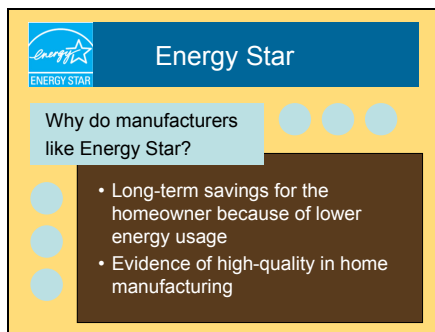 energy
ENERGY STAR
Energy Star
Why do manufacturers
like Energy Star?
• Long-term savings for the
homeowner because of lower
energy usage
• Evidence of high-quality in home
manufacturing